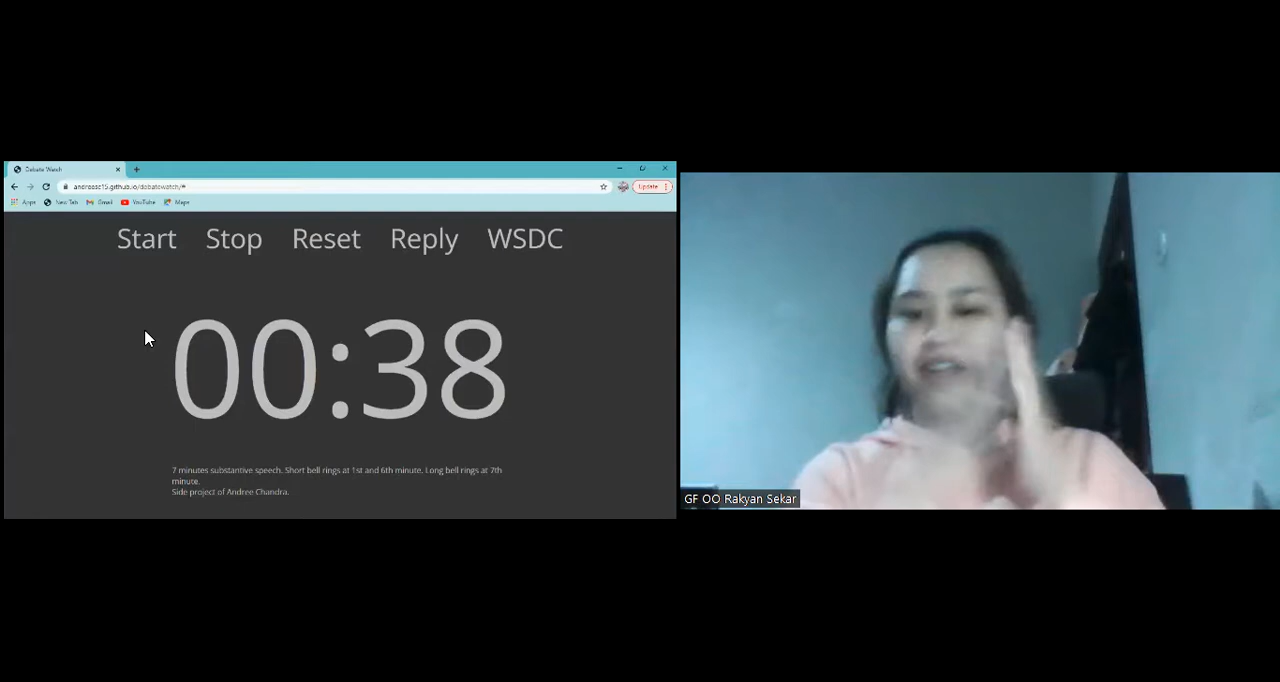 Debate Watch
andreesc15.github.io/debatewatch/#
Update
Apps New Tab Gmail YouTube Maps
Start Stop Reset Reply WSDC
00:38
7 minutes substantive speech. Short bell rings at 1st and 6th minute. Long bell rings at 7th
minute.
Side project of Andree Chandra.
GF OO Rakyan Sekar